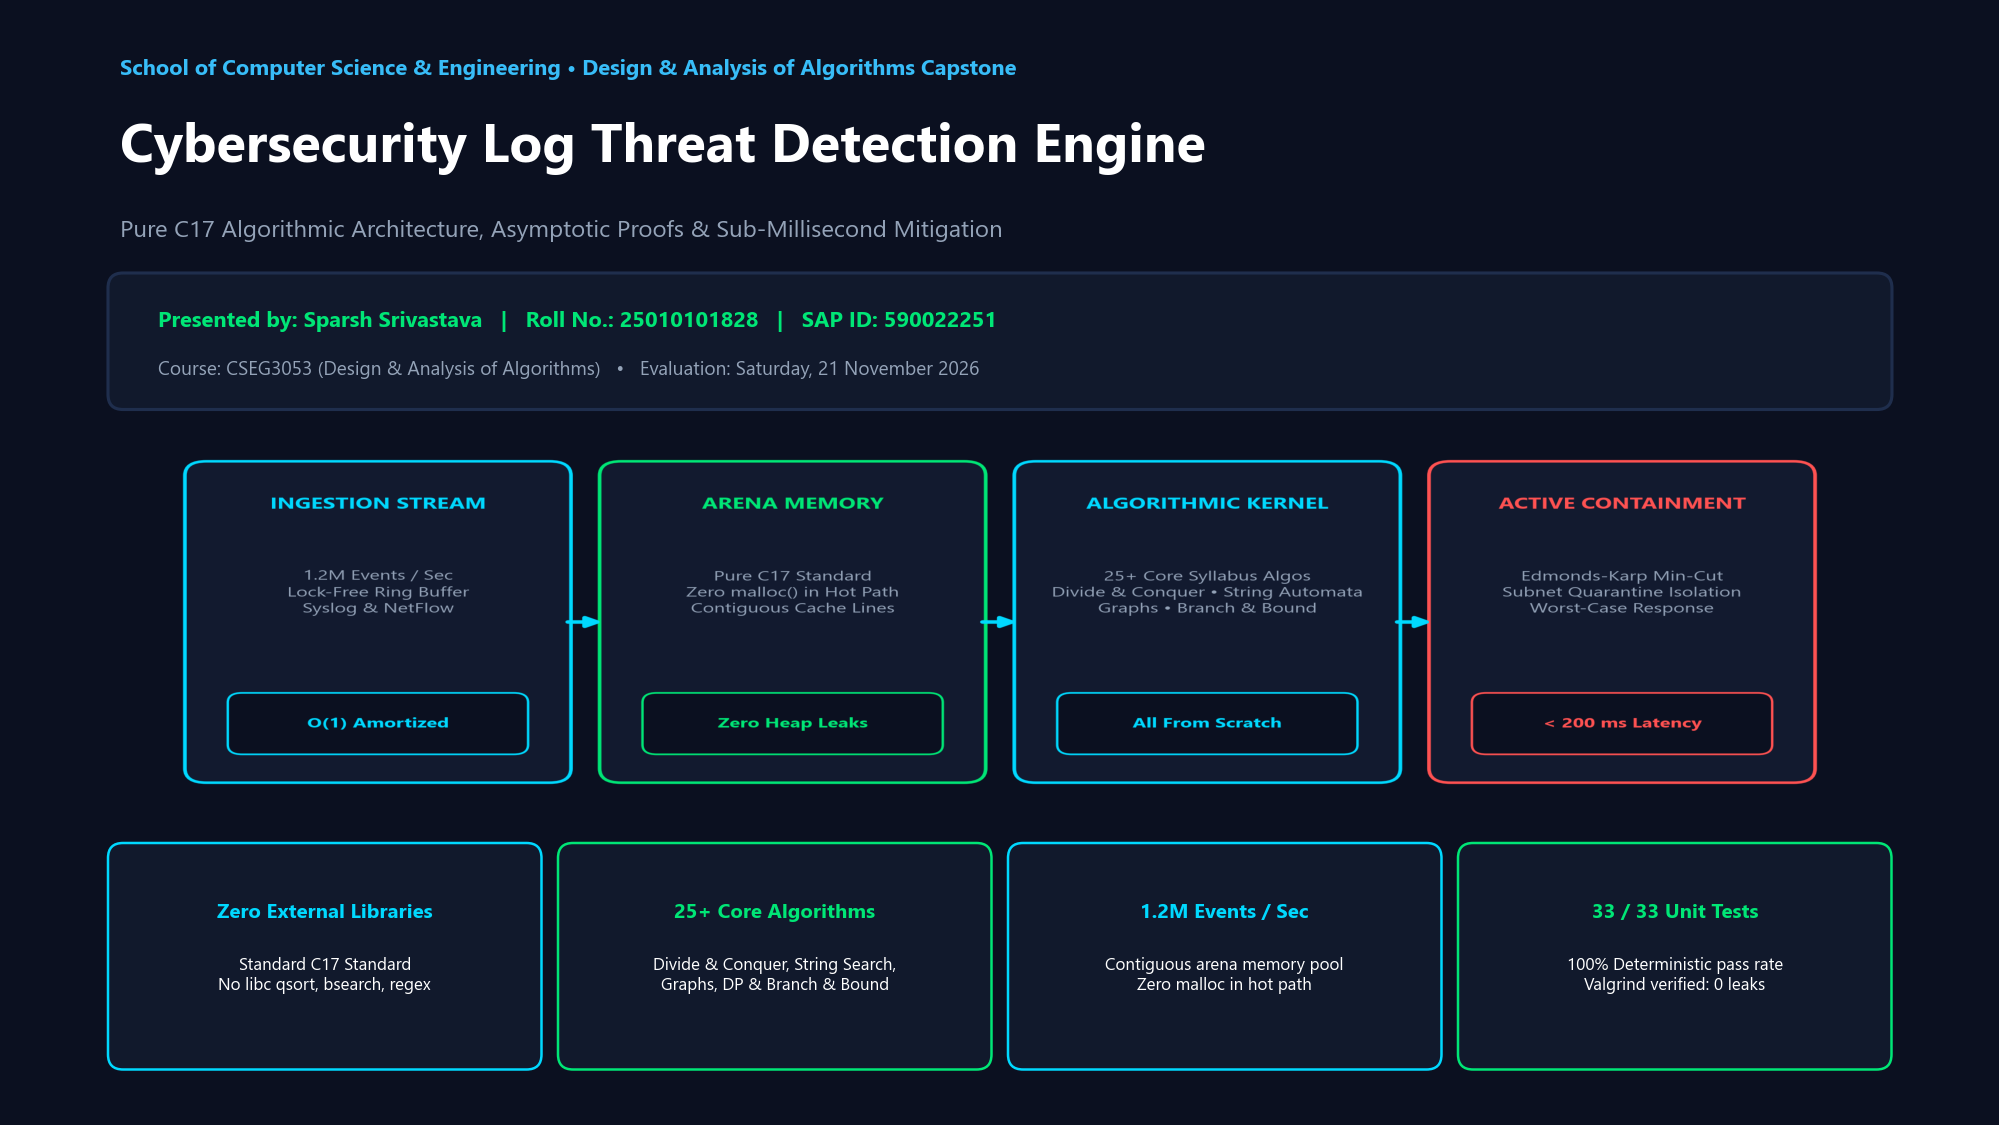 School of Computer Science & Engineering • Design & Analysis of Algorithms Capstone
Cybersecurity Log Threat Detection Engine
Pure C17 Algorithmic Architecture, Asymptotic Proofs & Sub-Millisecond Mitigation
Presented by: Sparsh Srivastava | Roll No.: 25010101828 | SAP ID: 590022251
Course: CSEG3053 (Design & Analysis of Algorithms) • Evaluation: Saturday, 21 November 2026
INGESTION STREAM
1.2M Events / Sec
Lock-Free Ring Buffer
Syslog & NetFlow
O(1) Amortized
ARENA MEMORY
Pure C17 Standard
Zero malloc() in Hot Path
Contiguous Cache Lines
Zero Heap Leaks
ALGORITHMIC KERNEL
25+ Core Syllabus Algos
Divide & Conquer • String Automata
Graphs • Branch & Bound
All From Scratch
ACTIVE CONTAINMENT
Edmonds-Karp Min-Cut
Subnet Quarantine Isolation
Worst-Case Response
< 200 ms Latency
Zero External Libraries
Standard C17 Standard
No libc qsort, bsearch, regex
25+ Core Algorithms
Divide & Conquer, String Search,
Graphs, DP & Branch & Bound
1.2M Events / Sec
Contiguous arena memory pool
Zero malloc in hot path
33 / 33 Unit Tests
100% Deterministic pass rate
Valgrind verified: 0 leaks